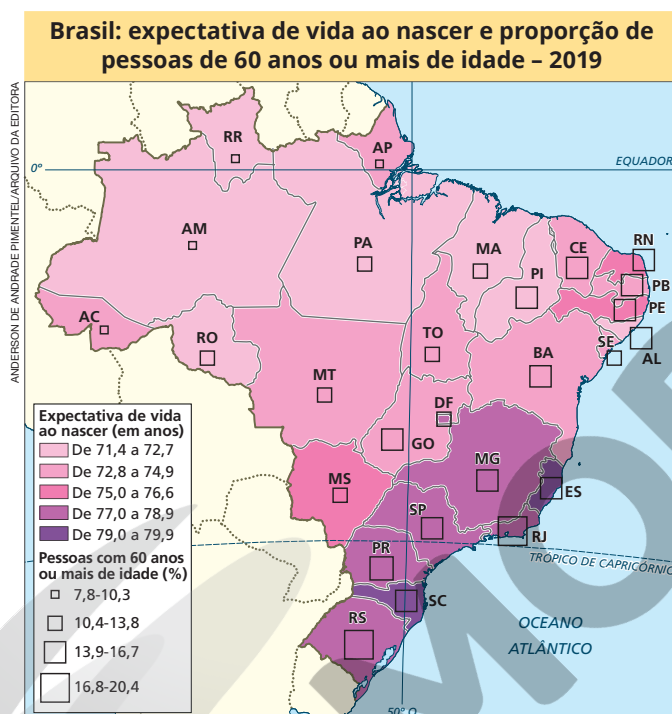 Brasil: expectativa de vida ao nascer e proporção de
pessoas de 60 anos ou mais de idade – 2019
ANDERSON DE ANDRADE PIMENTEL/ARQUIVO DA EDITORA
RR
AP
0º
EQUADOR
AM
PA
MA
CE
RN
PI
PB
PE
AC
RO
TO
SE
AL
MT
BA
DF
GO
MG
MS
ES
SP
RJ
PR
TRÓPICO DE CAPRICÓRNIO
SC
RS
OCEANO
ATLÂNTICO
50º O
Expectativa de vida
ao nascer (em anos)
De 71,4 a 72,7
De 72,8 a 74,9
De 75,0 a 76,6
De 77,0 a 78,9
De 79,0 a 79,9
Pessoas com 60 anos
ou mais de idade (%)
7,8-10,3
10,4-13,8
13,9-16,7
16,8-20,4